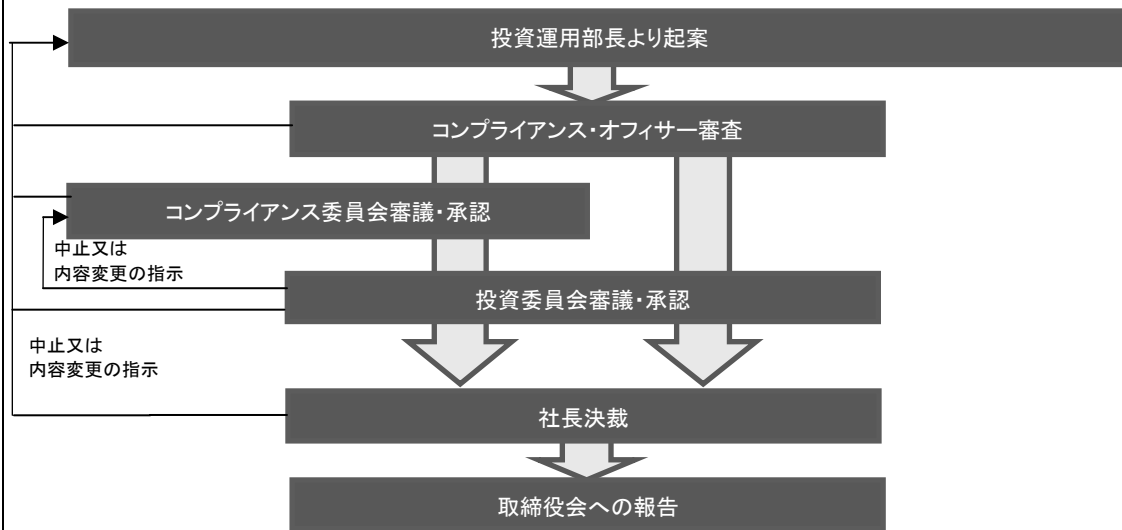 投資運用部長より起案
コンプライアンス・オフィサー審査
コンプライアンス委員会審議・承認
中止又は
内容変更の指示
投資委員会審議・承認
中止又は
内容変更の指示
社長決裁
取締役会への報告